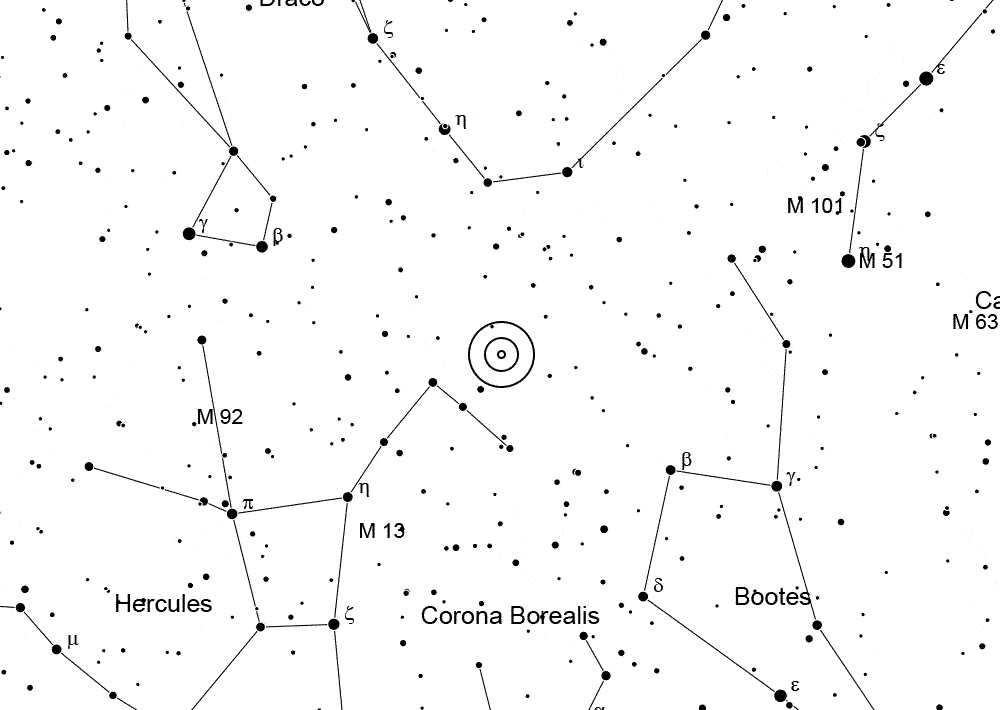 Draco
ζ
ε
η
ζ
ι
M 101
γ
β
η
M 51
Ca
M 63
M 92
β
γ
π
η
M 13
δ
Hercules
Bootes
Corona Borealis
ζ
μ
ε
α